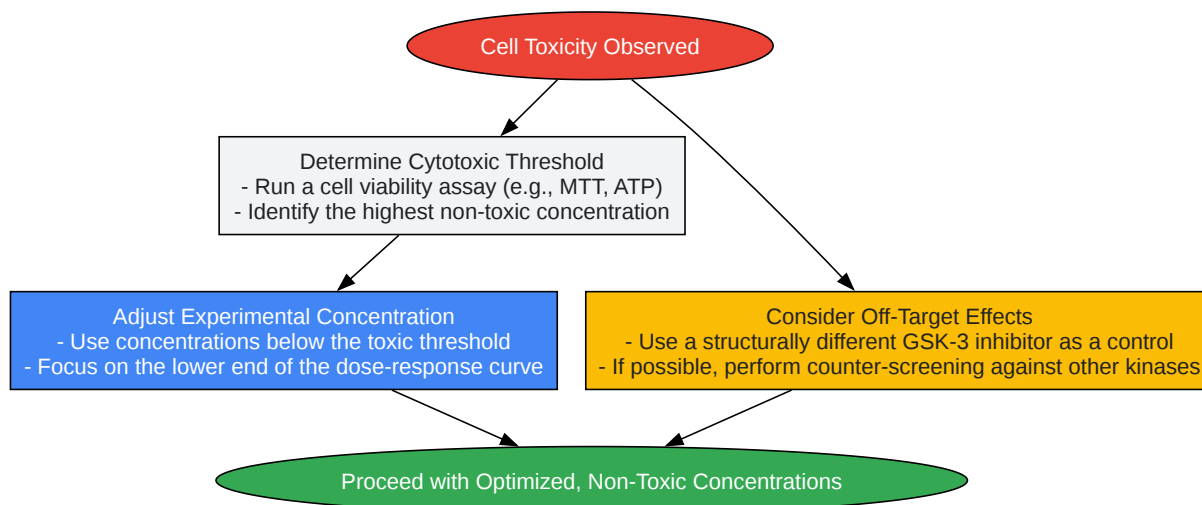 Cell Toxicity Observed
Determine Cytotoxic Threshold
- Run a cell viability assay (e.g., MTT, ATP)
- Identify the highest non-toxic concentration
Adjust Experimental Concentration
- Use concentrations below the toxic threshold
- Focus on the lower end of the dose-response curve
Consider Off-Target Effects
- Use a structurally different GSK-3 inhibitor as a control
- If possible, perform counter-screening against other kinases
Proceed with Optimized, Non-Toxic Concentrations